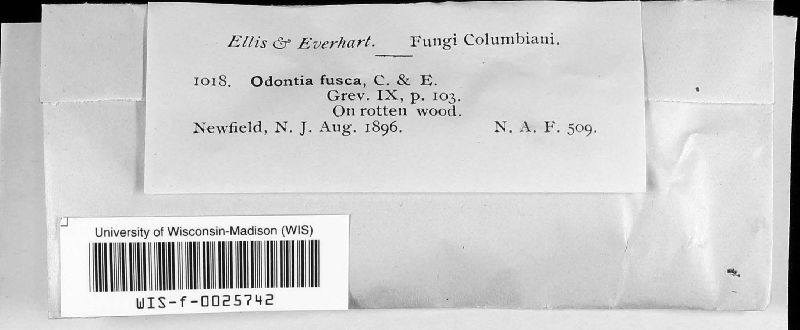 Ellis & Everhart. Fungi Columbiani.
1018. Odontia fusca, C. & E.
Grev. IX, p. 103.
On rotten wood.
Newfield, N. J. Aug. 1896. N. A. F. 509.
University of Wisconsin-Madison (WIS)
WIS-f-0025742